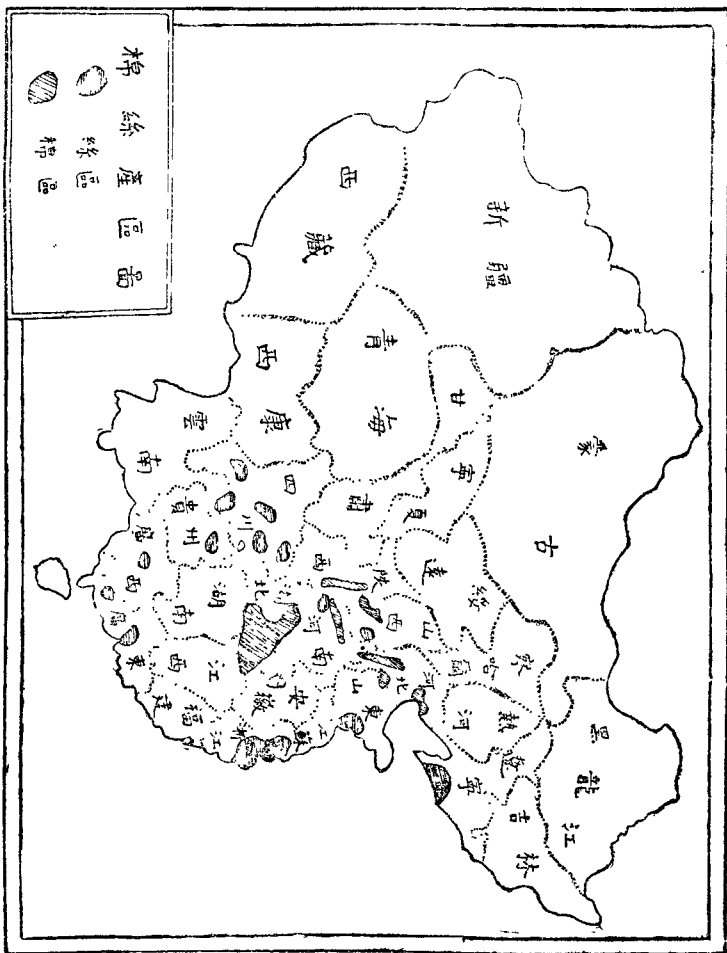 棉絲產區圖
絲區
棉區
新疆
西藏
青海
西康
甘肅
寧夏
蒙古
綏遠
察哈爾
熱河
黑龍江
吉林
遼寧
河北
山東
山西
陝西
河南
四川
雲南
貴州
湖北
湖南
江西
安徽
江蘇
浙江
福建
廣東
廣西